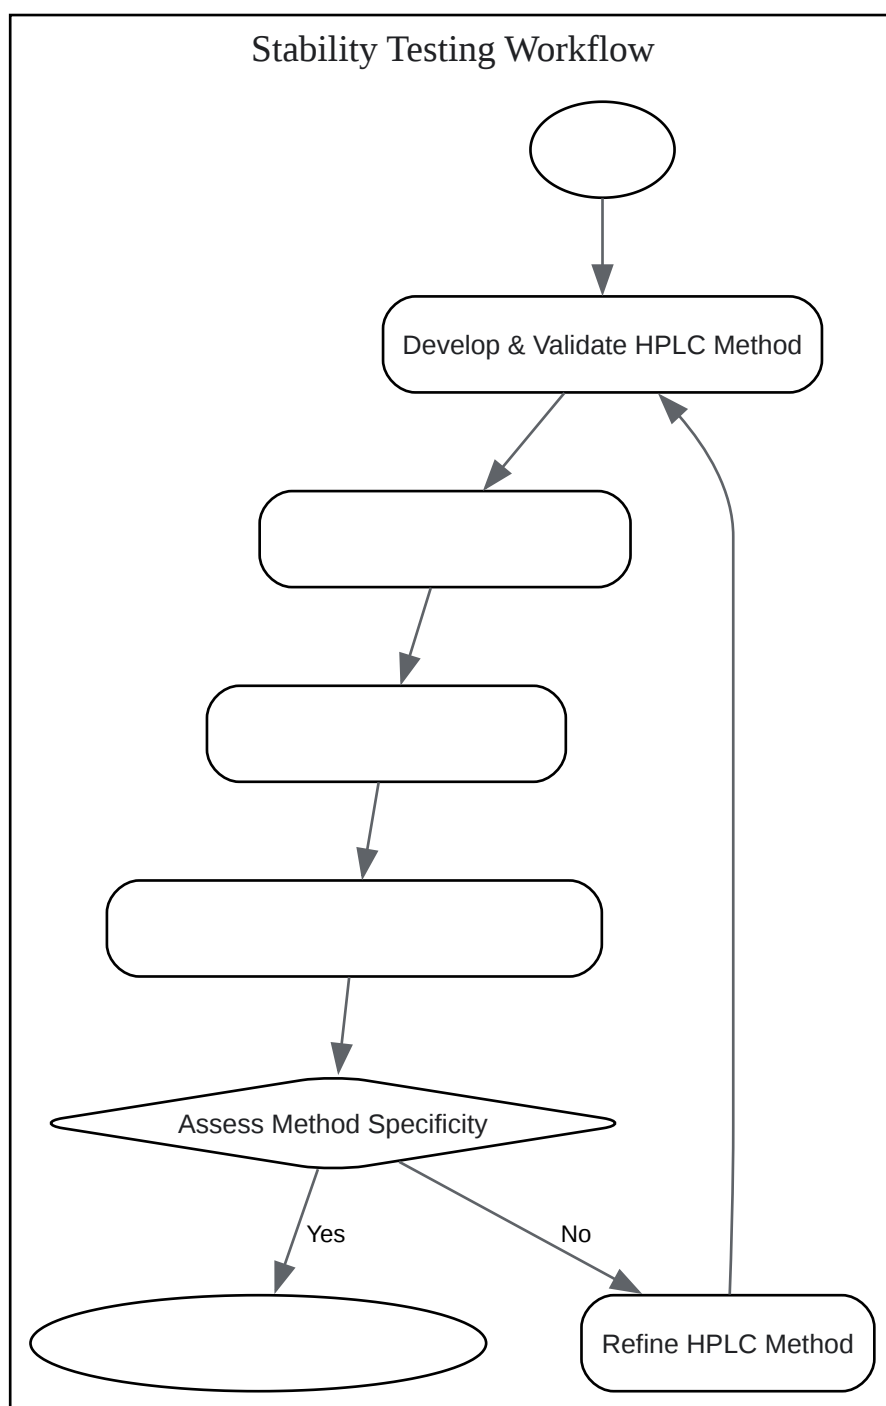 Stability Testing Workflow
Develop & Validate HPLC Method
Assess Method Specificity
Yes
No
Refine HPLC Method